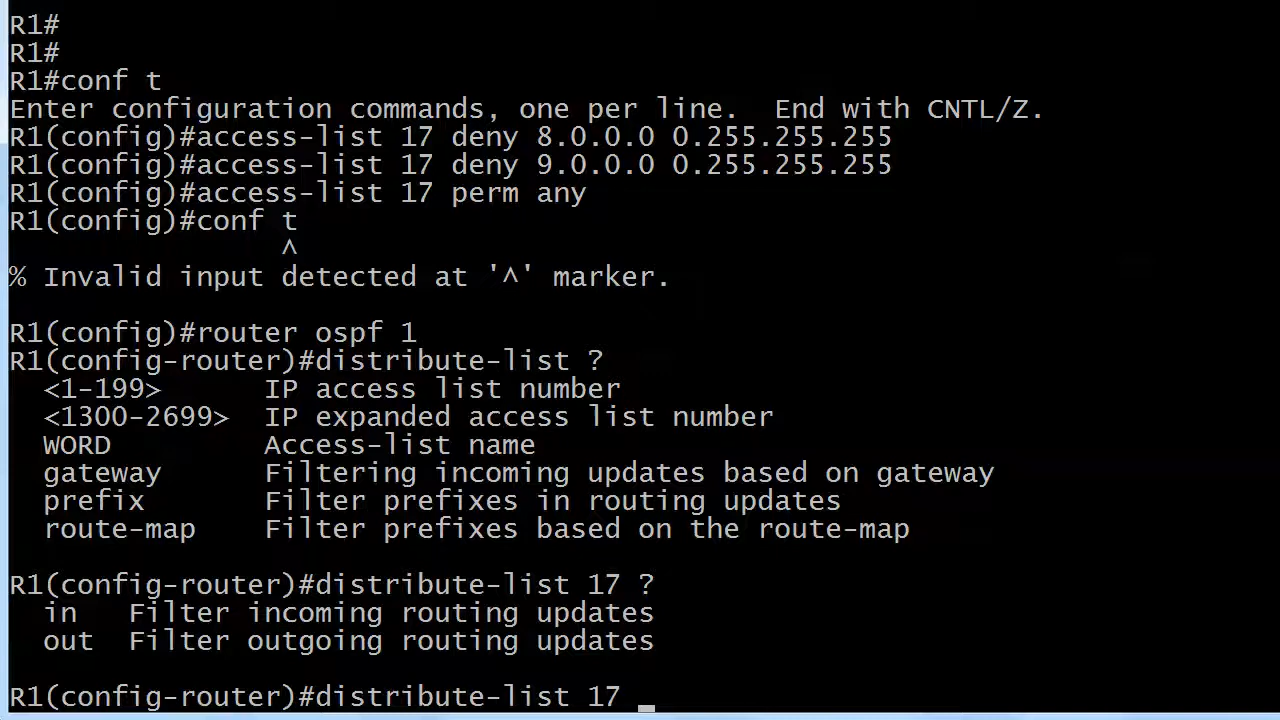 R1#
R1#
R1#conf t
Enter configuration commands, one per line.  End with CNTL/Z.
R1(config)#access-list 17 deny 8.0.0.0 0.255.255.255
R1(config)#access-list 17 deny 9.0.0.0 0.255.255.255
R1(config)#access-list 17 perm any
R1(config)#conf t
                ^
% Invalid input detected at '^' marker.

R1(config)#router ospf 1
R1(config-router)#distribute-list ?
  <1-199>      IP access list number
  <1300-2699>  IP expanded access list number
  WORD         Access-list name
  gateway      Filtering incoming updates based on gateway
  prefix       Filter prefixes in routing updates
  route-map    Filter prefixes based on the route-map

R1(config-router)#distribute-list 17 ?
  in   Filter incoming routing updates
  out  Filter outgoing routing updates

R1(config-router)#distribute-list 17 _